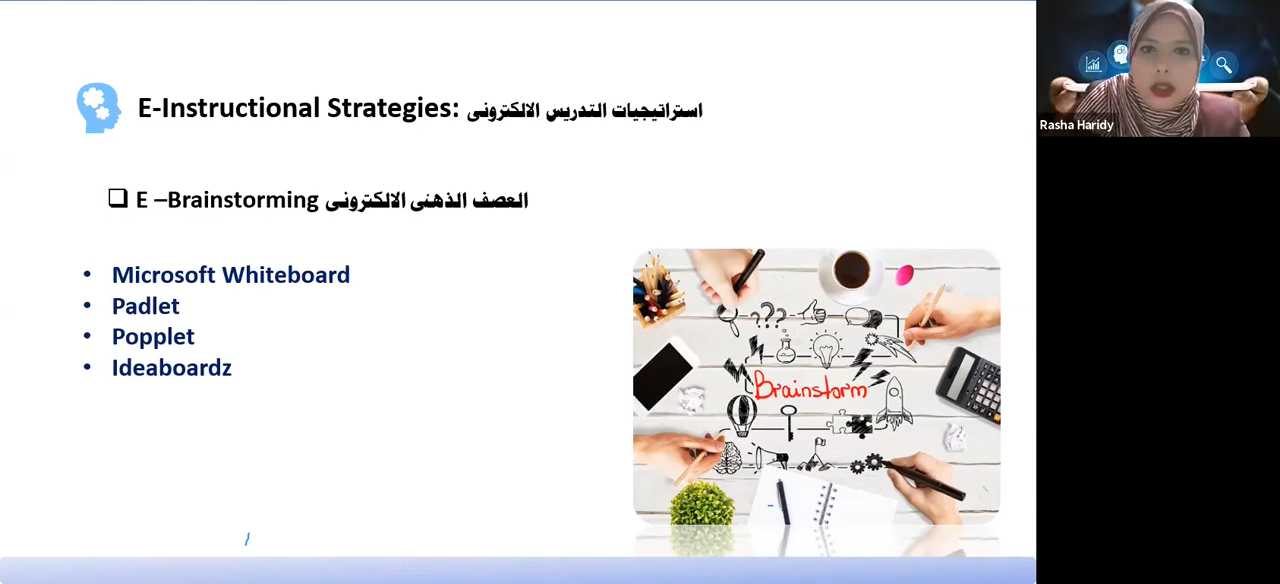 E-Instructional Strategies: استراتيجيات التدريس الالكترونى
❑ E –Brainstorming العصف الذهنى الالكترونى
• Microsoft Whiteboard
• Padlet
• Popplet
• Ideaboardz
???
Brainstorm
Rasha Haridy